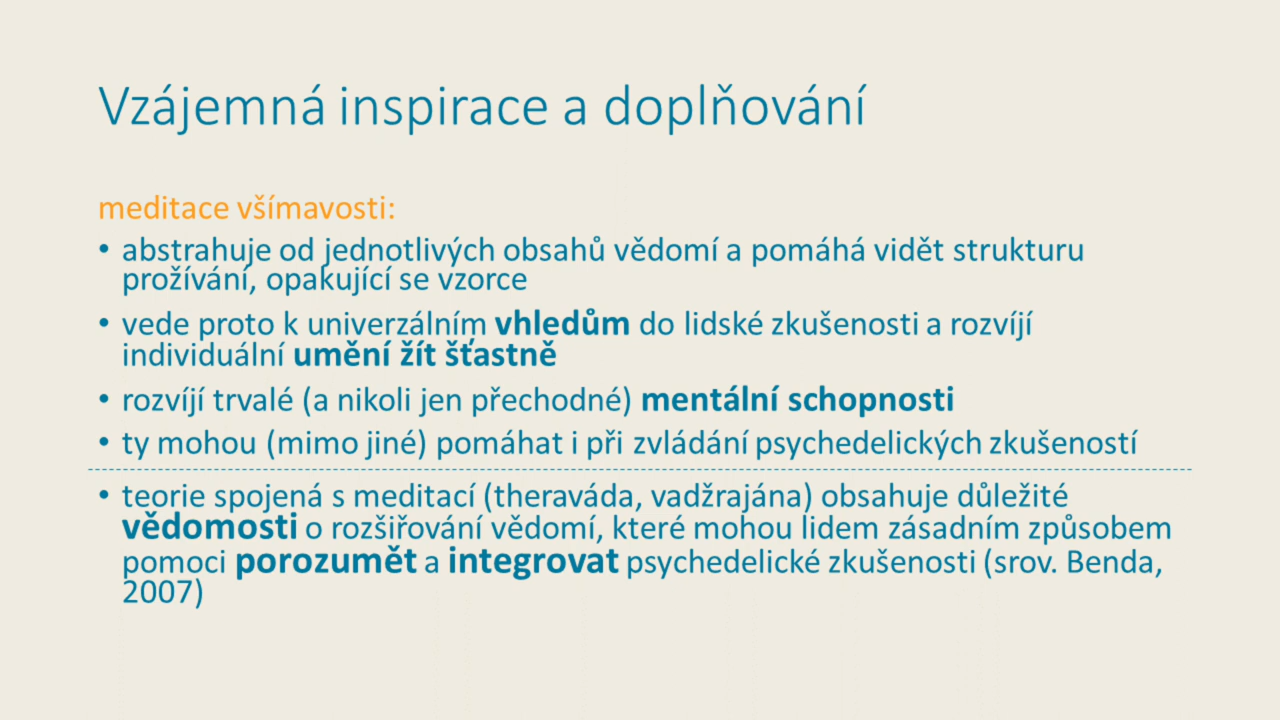 Vzájemná inspirace a doplňování
meditace všímavosti:
• abstrahuje od jednotlivých obsahů vědomí a pomáhá vidět strukturu
prožívání, opakující se vzorce
• vede proto k univerzálním vhledům do lidské zkušenosti a rozvíjí
individuální umění žít šťastně
• rozvíjí trvalé (a nikoli jen přechodné) mentální schopnosti
• ty mohou (mimo jiné) pomáhat i při zvládání psychedelických zkušeností
• teorie spojená s meditací (theraváda, vadžrajána) obsahuje důležité
vědomosti o rozšiřování vědomí, které mohou lidem zásadním způsobem
pomoci porozumět a integrovat psychedelické zkušenosti (srov. Benda,
2007)